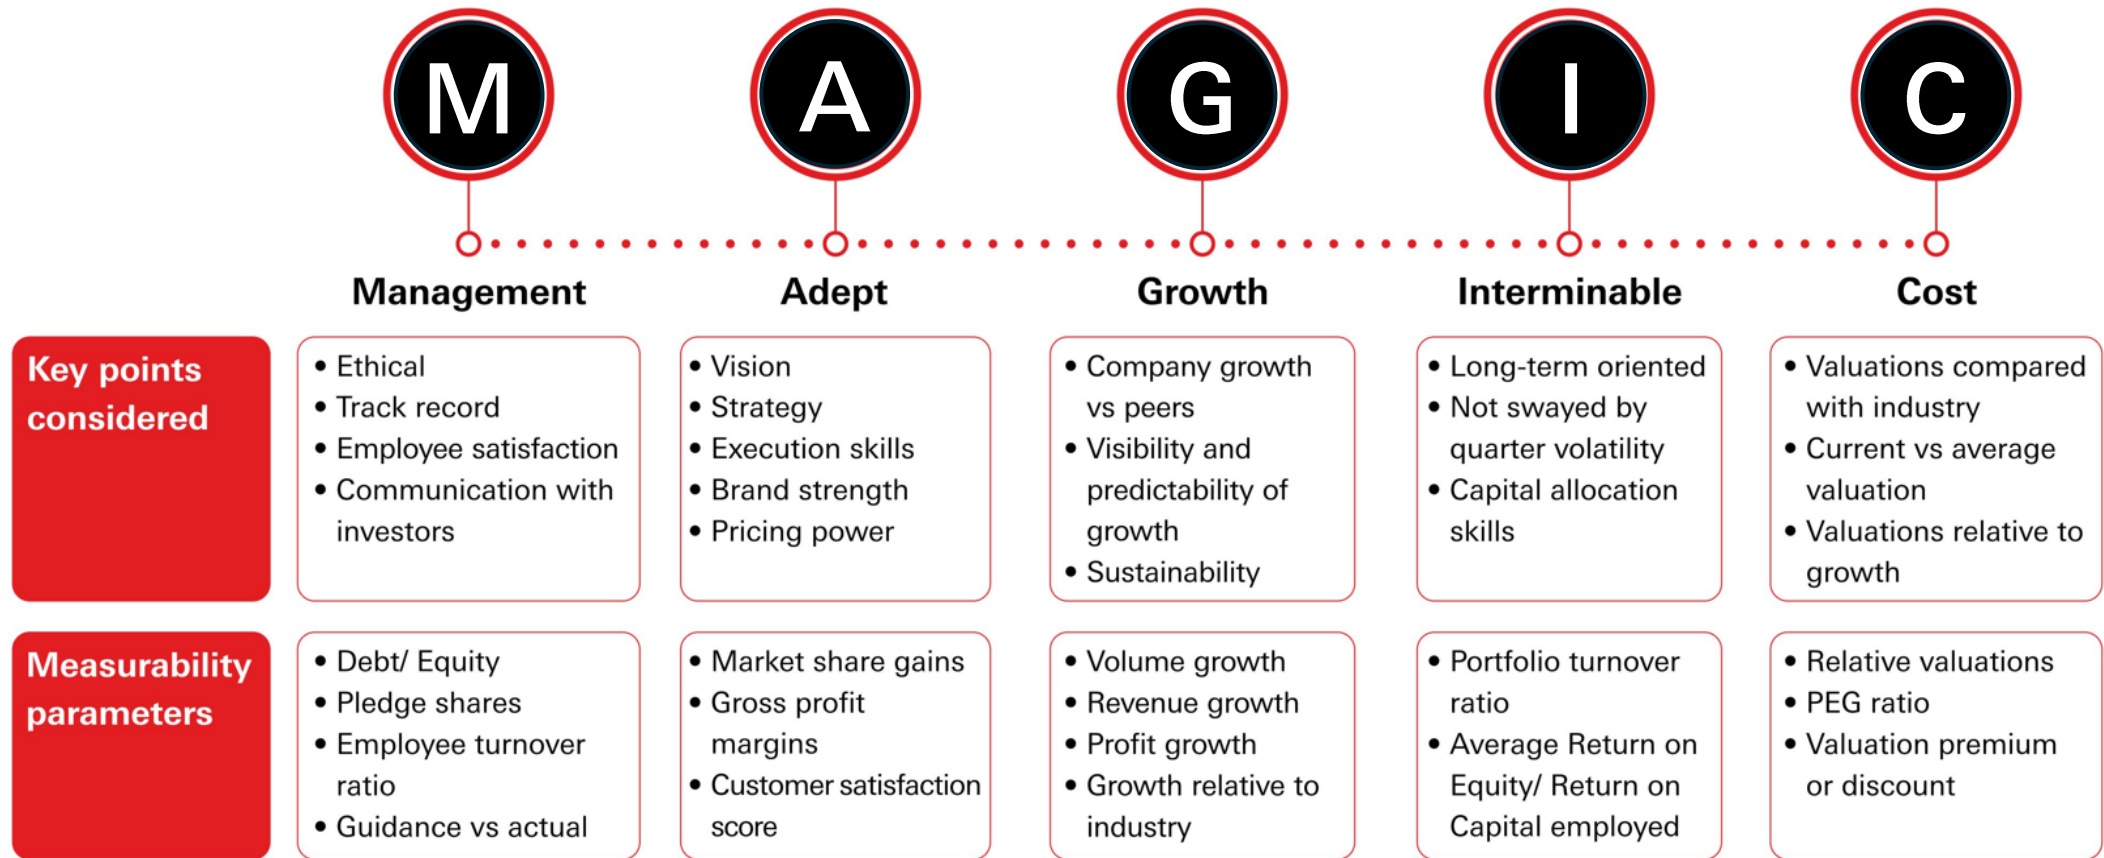 M
A
G
I
C
Management
Adept
Growth
Interminable
Cost
Key points
considered
• Ethical
• Track record
• Employee satisfaction
• Communication with
investors
• Vision
• Strategy
• Execution skills
• Brand strength
• Pricing power
• Company growth
vs peers
• Visibility and
predictability of
growth
• Sustainability
• Long-term oriented
• Not swayed by
quarter volatility
• Capital allocation
skills
• Valuations compared
with industry
• Current vs average
valuation
• Valuations relative to
growth
Measurability
parameters
• Debt/ Equity
• Pledge shares
• Employee turnover
ratio
• Guidance vs actual
• Market share gains
• Gross profit
margins
• Customer satisfaction
score
• Volume growth
• Revenue growth
• Profit growth
• Growth relative to
industry
• Portfolio turnover
ratio
• Average Return on
Equity/ Return on
Capital employed
• Relative valuations
• PEG ratio
• Valuation premium
or discount